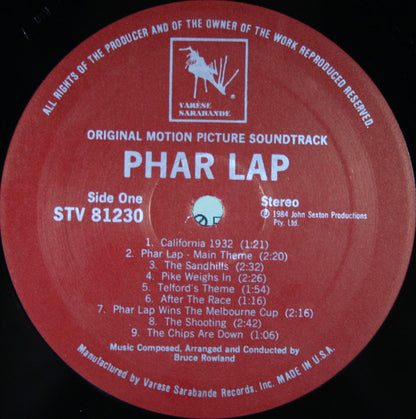 ALL RIGHTS OF THE PRODUCER AND OF THE OWNER OF THE WORK REPRODUCED RESERVED.
VARÈSE
SARABANDE
ORIGINAL MOTION PICTURE SOUNDTRACK
PHAR LAP
Side One
STV 81230
Stereo
Ⓟ 1984 John Sexton Productions
Pty. Ltd.
1. California 1932 (1:21)
2. Phar Lap - Main Theme (2:20)
3. The Sandhills (2:32)
4. Pike Weighs In (2:26)
5. Telford's Theme (1:54)
6. After The Race (1:16)
7. Phar Lap Wins The Melbourne Cup (2:16)
8. The Shooting (2:42)
9. The Chips Are Down (1:06)
Music Composed, Arranged and Conducted by
Bruce Rowland
Manufactured by Varese Sarabande Records, Inc. MADE IN U.S.A.